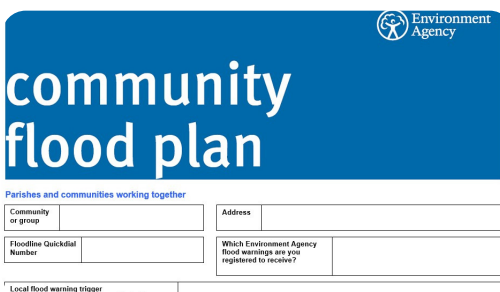 Environment
Agency
community
flood plan
Parishes and communities working together
Community
or group
Address
Floodline Quickdial
Number
Which Environment Agency
flood warnings are you
registered to receive?
Local flood warning trigger